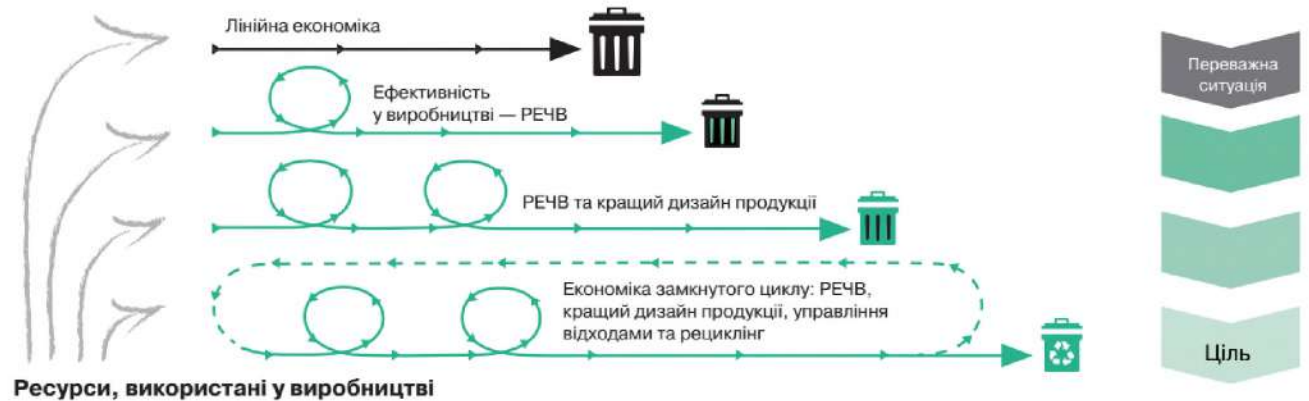 Лінійна економіка
Переважна
ситуація
Ефективність
у виробництві — РЕЧВ
РЕЧВ та кращий дизайн продукції
Економіка замкнутого циклу: РЕЧВ,
кращий дизайн продукції, управління
відходами та рециклінг
Ціль
Ресурси, використані у виробництві